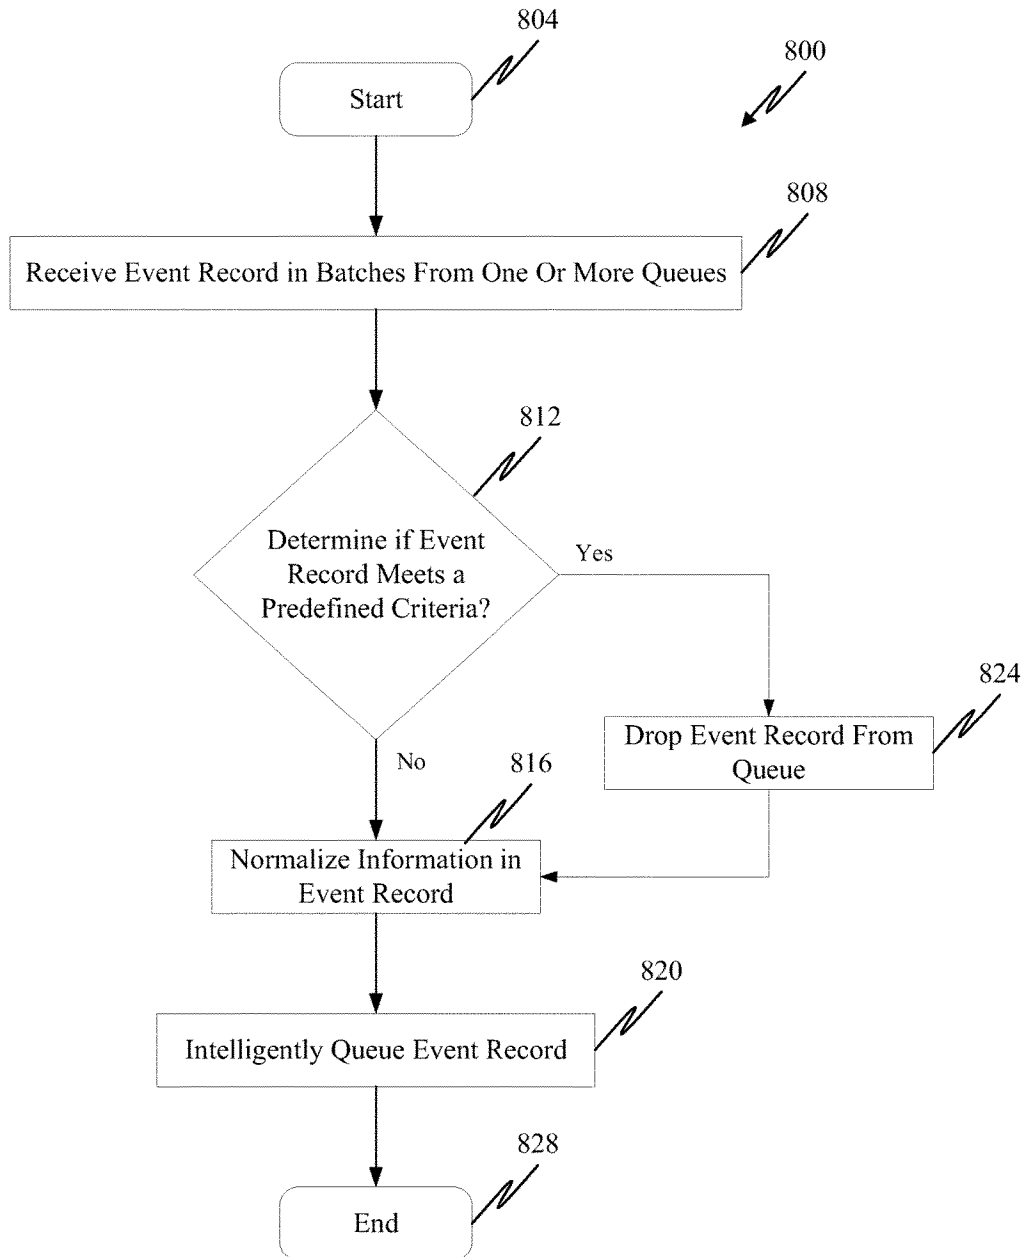 804
Start
800
808
Receive Event Record in Batches From One Or More Queues
812
Determine if Event
Record Meets a
Predefined Criteria?
Yes
824
Drop Event Record From
Queue
No
816
Normalize Information in
Event Record
820
Intelligently Queue Event Record
828
End